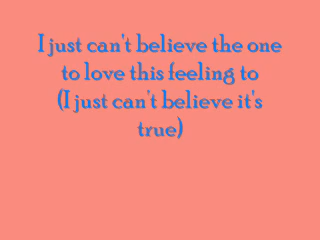 I just can't believe the one
to love this feeling to
(I just can't believe it's
true)